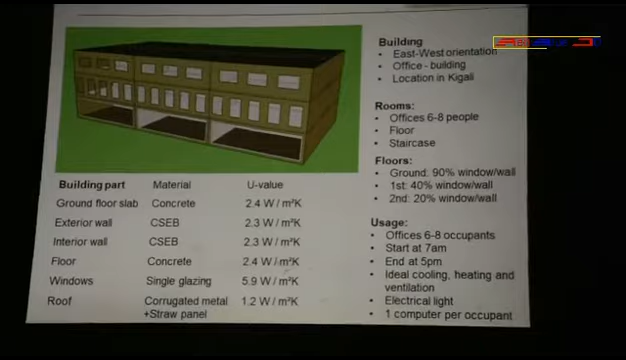 Building
• East-West orientation
• Office - building
• Location in Kigali
Rooms:
• Offices 6-8 people
• Floor
• Staircase
Floors:
• Ground: 90% window/wall
• 1st: 40% window/wall
• 2nd: 20% window/wall
Usage:
• Offices 6-8 occupants
• Start at 7am
• End at 5pm
• Ideal cooling, heating and
ventilation
• Electrical light
• 1 computer per occupant
Building part Material U-value
Ground floor slab Concrete 2.4 W / m²K
Exterior wall CSEB 2.3 W / m²K
Interior wall CSEB 2.3 W / m²K
Floor Concrete 2.4 W / m²K
Windows Single glazing 5.9 W / m²K
Roof Corrugated metal 1.2 W / m²K
+Straw panel